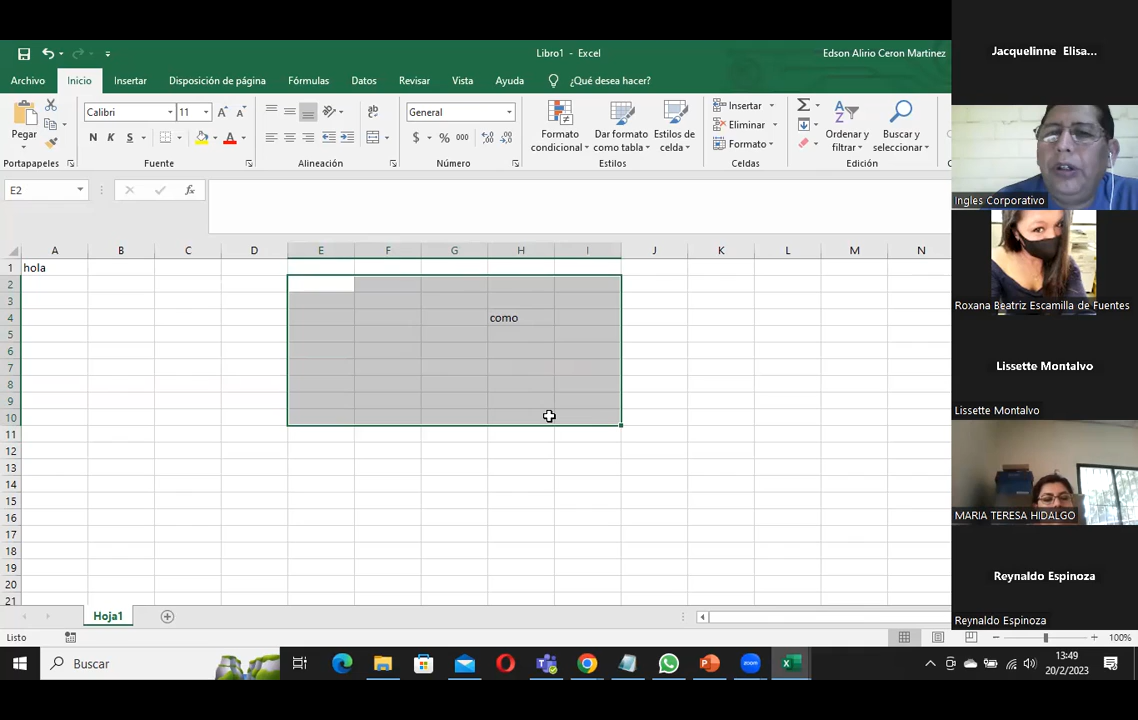 Libro1 - Excel
Edson Alirio Ceron Martinez
Archivo Inicio Insertar Disposición de página Fórmulas Datos Revisar Vista Ayuda ¿Qué desea hacer?
Pegar
Calibri 11
General
Formato condicional
Dar formato como tabla
Estilos de celda
Insertar
Eliminar
Formato
Ordenar y filtrar
Buscar y seleccionar
N K S
$ % 000
Portapapeles Fuente Alineación Número Estilos Celdas Edición
E2 fx
A B C D E F G H I J K L M N
1 hola
2
3
4 como
5
6
7
8
9
10
11
12
13
14
15
16
17
18
19
20
21
Hoja1
Listo
100%
Buscar
13:49
20/2/2023
Jacquelinne Elisa...
Ingles Corporativo
Roxana Beatriz Escamilla de Fuentes
Lissette Montalvo
Lissette Montalvo
MARIA TERESA HIDALGO
Reynaldo Espinoza
Reynaldo Espinoza